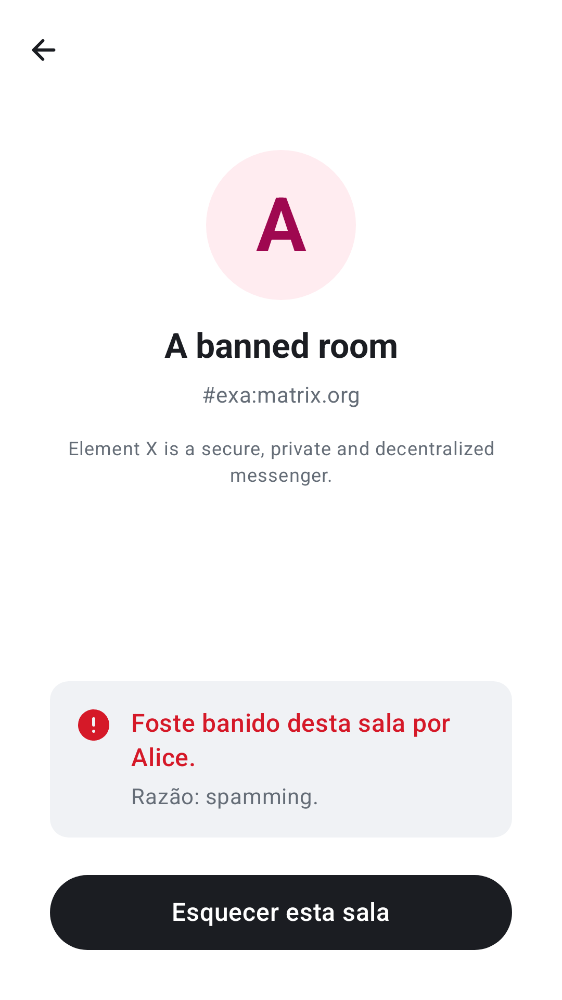 A
A banned room
#exa:matrix.org
Element X is a secure, private and decentralized
messenger.
Foste banido desta sala por
Alice.
Razão: spamming.
Esquecer esta sala